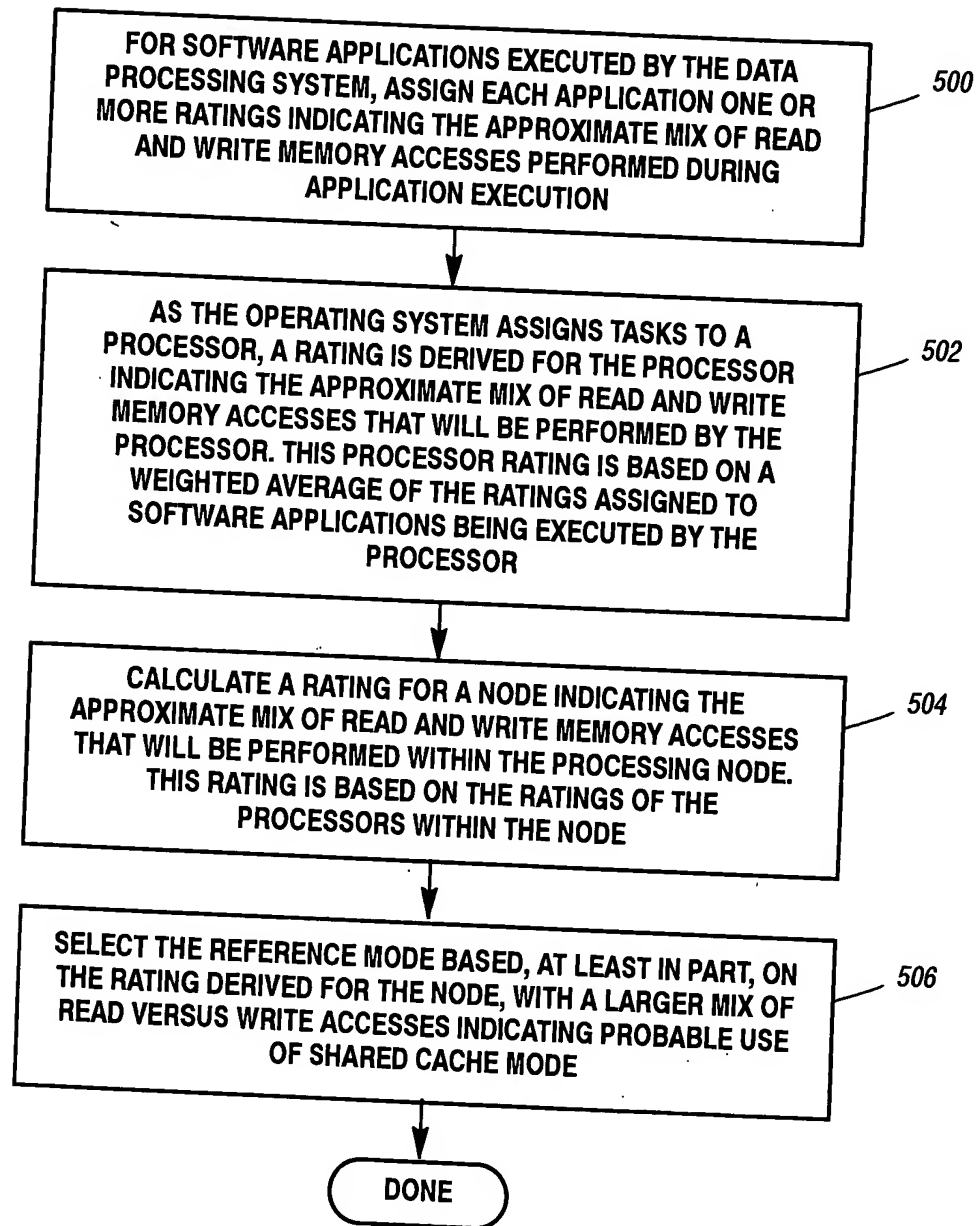 FOR SOFTWARE APPLICATIONS EXECUTED BY THE DATA
PROCESSING SYSTEM, ASSIGN EACH APPLICATION ONE OR
MORE RATINGS INDICATING THE APPROXIMATE MIX OF READ
AND WRITE MEMORY ACCESSES PERFORMED DURING
APPLICATION EXECUTION
500
AS THE OPERATING SYSTEM ASSIGNS TASKS TO A
PROCESSOR, A RATING IS DERIVED FOR THE PROCESSOR
INDICATING THE APPROXIMATE MIX OF READ AND WRITE
MEMORY ACCESSES THAT WILL BE PERFORMED BY THE
PROCESSOR. THIS PROCESSOR RATING IS BASED ON A
WEIGHTED AVERAGE OF THE RATINGS ASSIGNED TO
SOFTWARE APPLICATIONS BEING EXECUTED BY THE
PROCESSOR
502
CALCULATE A RATING FOR A NODE INDICATING THE
APPROXIMATE MIX OF READ AND WRITE MEMORY ACCESSES
THAT WILL BE PERFORMED WITHIN THE PROCESSING NODE.
THIS RATING IS BASED ON THE RATINGS OF THE
PROCESSORS WITHIN THE NODE
504
SELECT THE REFERENCE MODE BASED, AT LEAST IN PART, ON
THE RATING DERIVED FOR THE NODE, WITH A LARGER MIX OF
READ VERSUS WRITE ACCESSES INDICATING PROBABLE USE
OF SHARED CACHE MODE
506
DONE